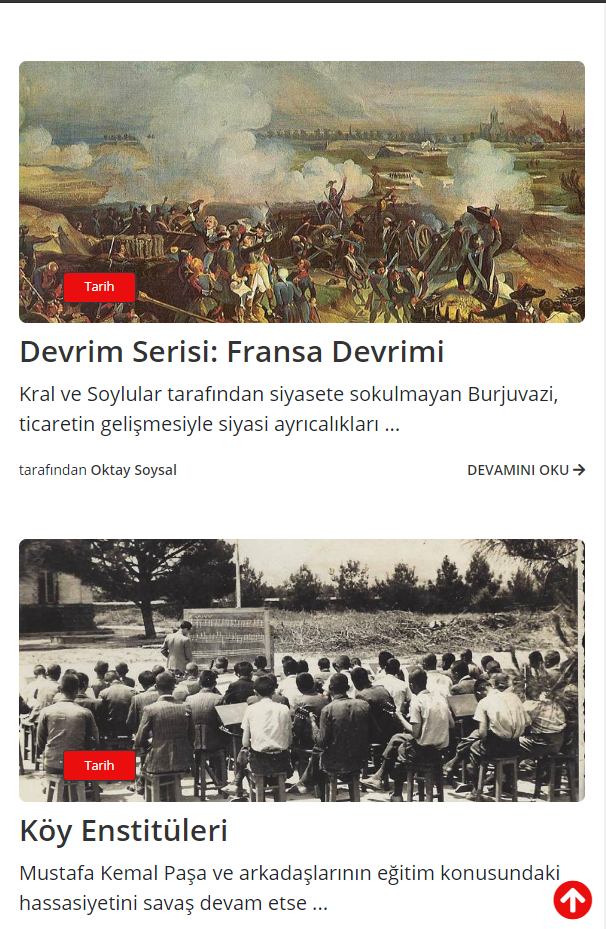 Tarih
Devrim Serisi: Fransa Devrimi
Kral ve Soylular tarafından siyasete sokulmayan Burjuvazi,
ticaretin gelişmesiyle siyasi ayrıcalıkları ...
tarafından Oktay Soysal
DEVAMINI OKU
Tarih
Köy Enstitüleri
Mustafa Kemal Paşa ve arkadaşlarının eğitim konusundaki
hassasiyetini savaş devam etse ...